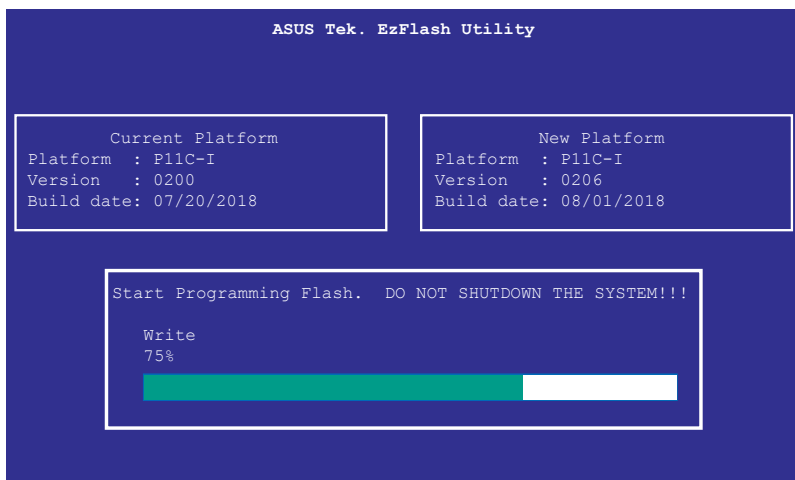 ASUS Tek. EzFlash Utility
Current Platform
Platform : P11C-I
Version : 0200
Build date: 07/20/2018
New Platform
Platform : P11C-I
Version : 0206
Build date: 08/01/2018
Start Programming Flash. DO NOT SHUTDOWN THE SYSTEM!!!
Write
75%